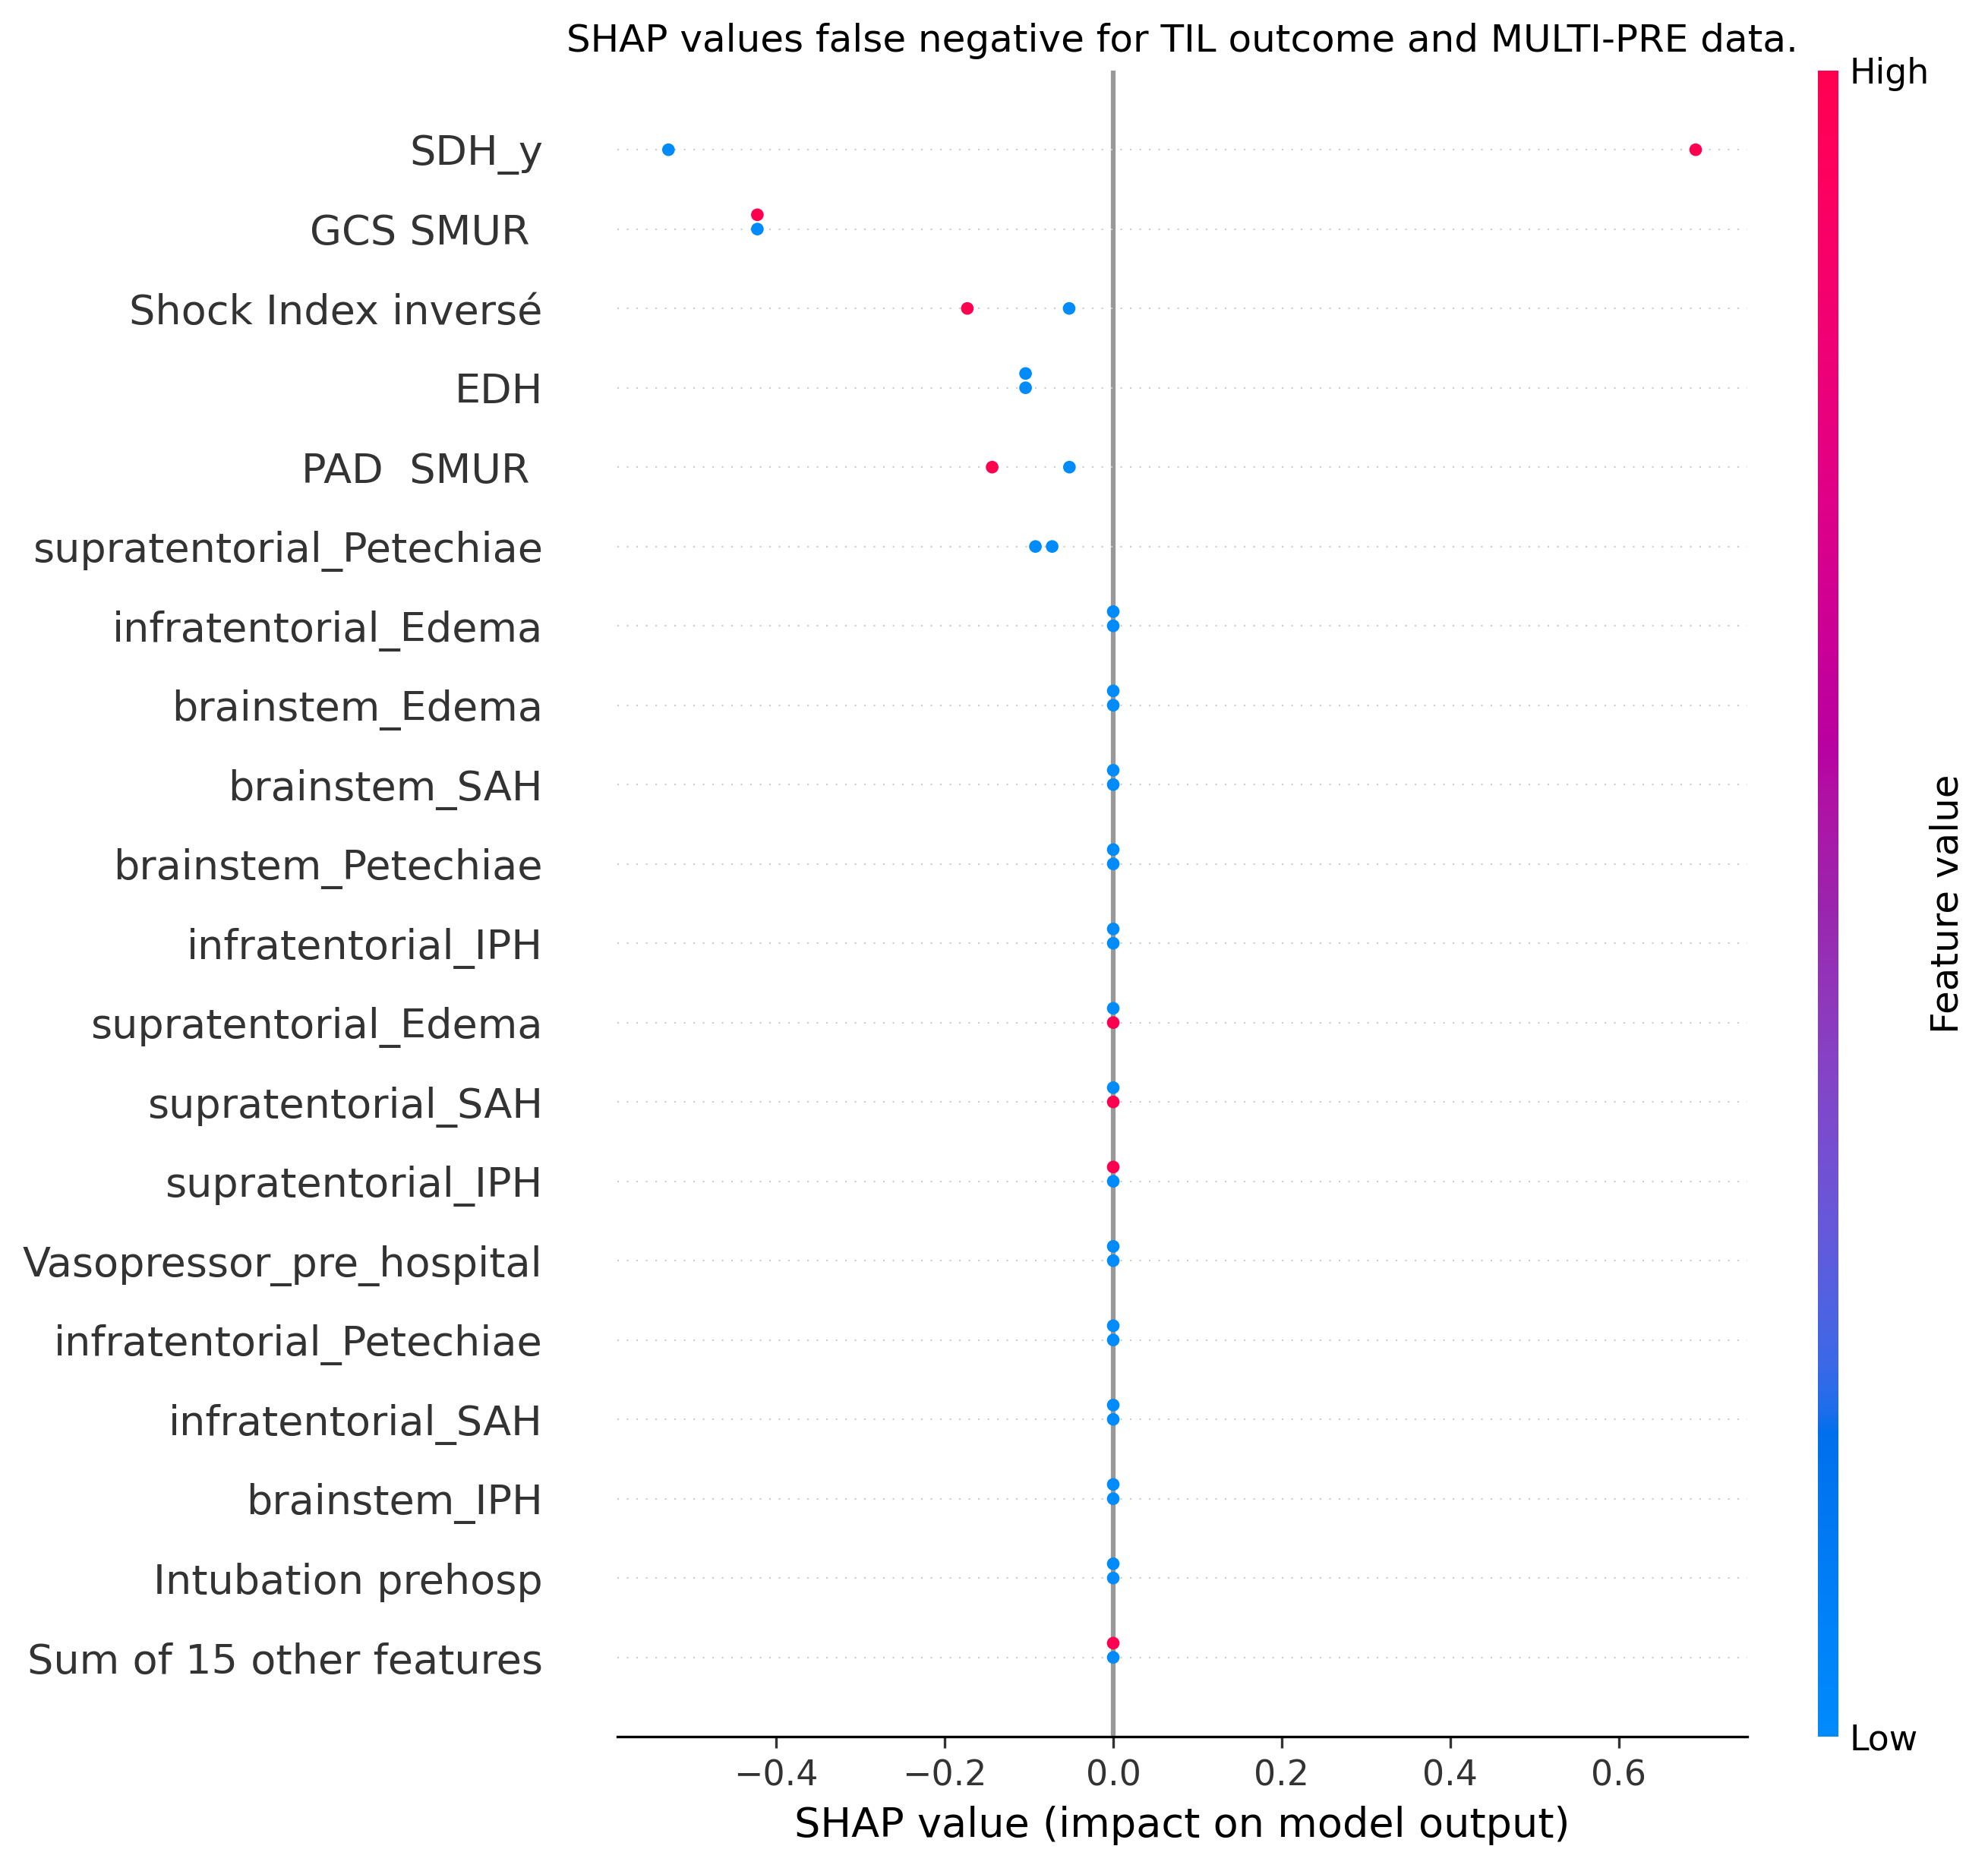 SHAP values false negative for TIL outcome and MULTI-PRE data.
High
SDH_y
GCS SMUR
Shock Index inversé
EDH
PAD  SMUR
supratentorial_Petechiae
infratentorial_Edema
brainstem_Edema
brainstem_SAH
brainstem_Petechiae
infratentorial_IPH
supratentorial_Edema
supratentorial_SAH
supratentorial_IPH
Vasopressor_pre_hospital
infratentorial_Petechiae
infratentorial_SAH
brainstem_IPH
Intubation prehosp
Sum of 15 other features
Feature value
Low
−0.4 −0.2 0.0 0.2 0.4 0.6
SHAP value (impact on model output)